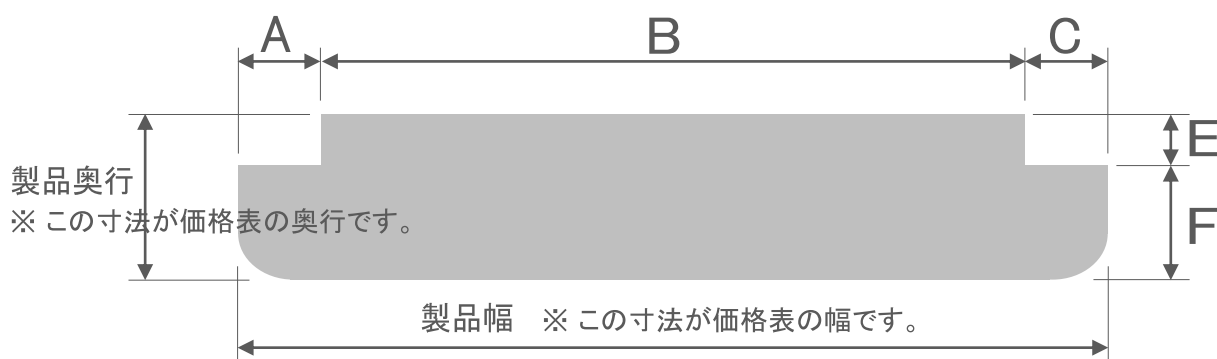 A B C
E
製品奥行
※ この寸法が価格表の奥行です。
F
製品幅 ※ この寸法が価格表の幅です。